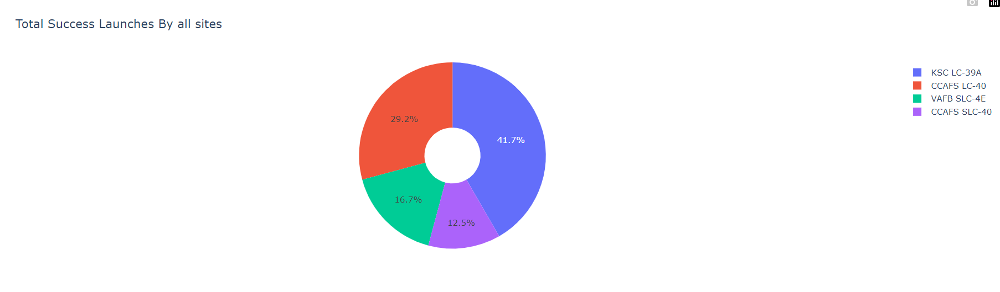 Total Success Launches By all sites
KSC LC-39A
CCAFS LC-40
VAFB SLC-4E
CCAFS SLC-40
29.2%
41.7%
16.7%
12.5%